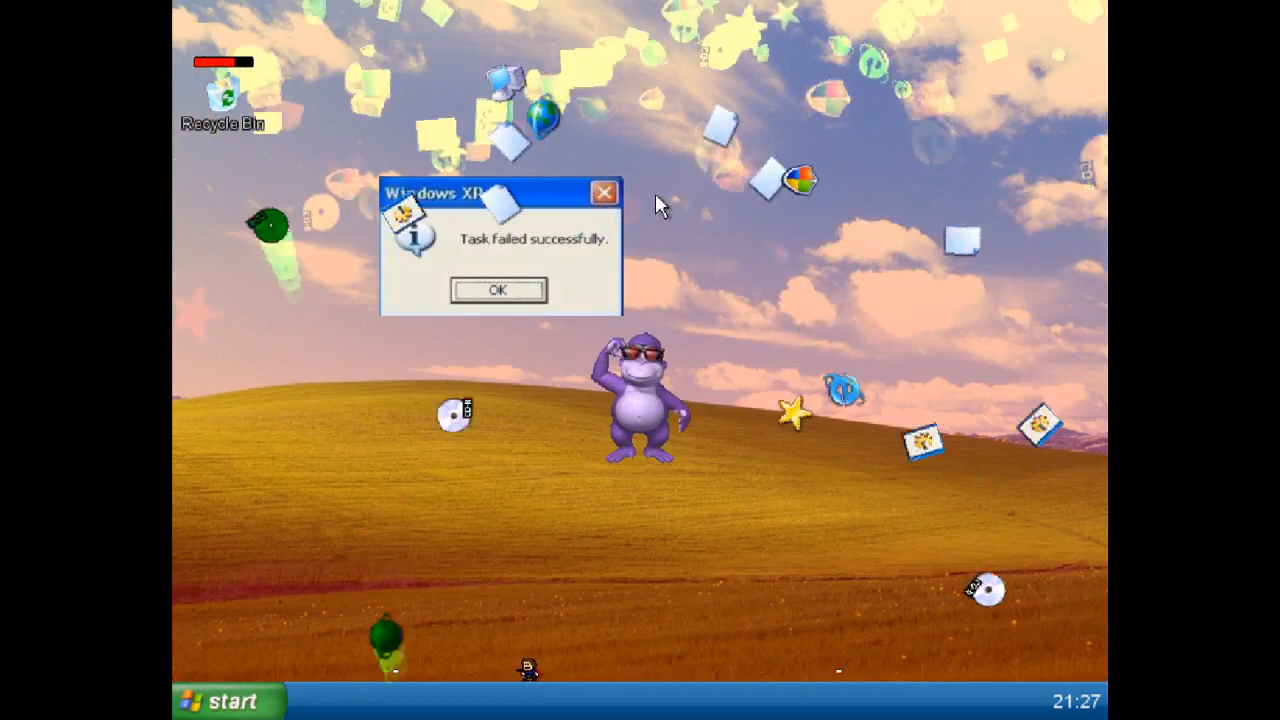 Recycle Bin
Windows XP
Task failed successfully.
OK
start
21:27